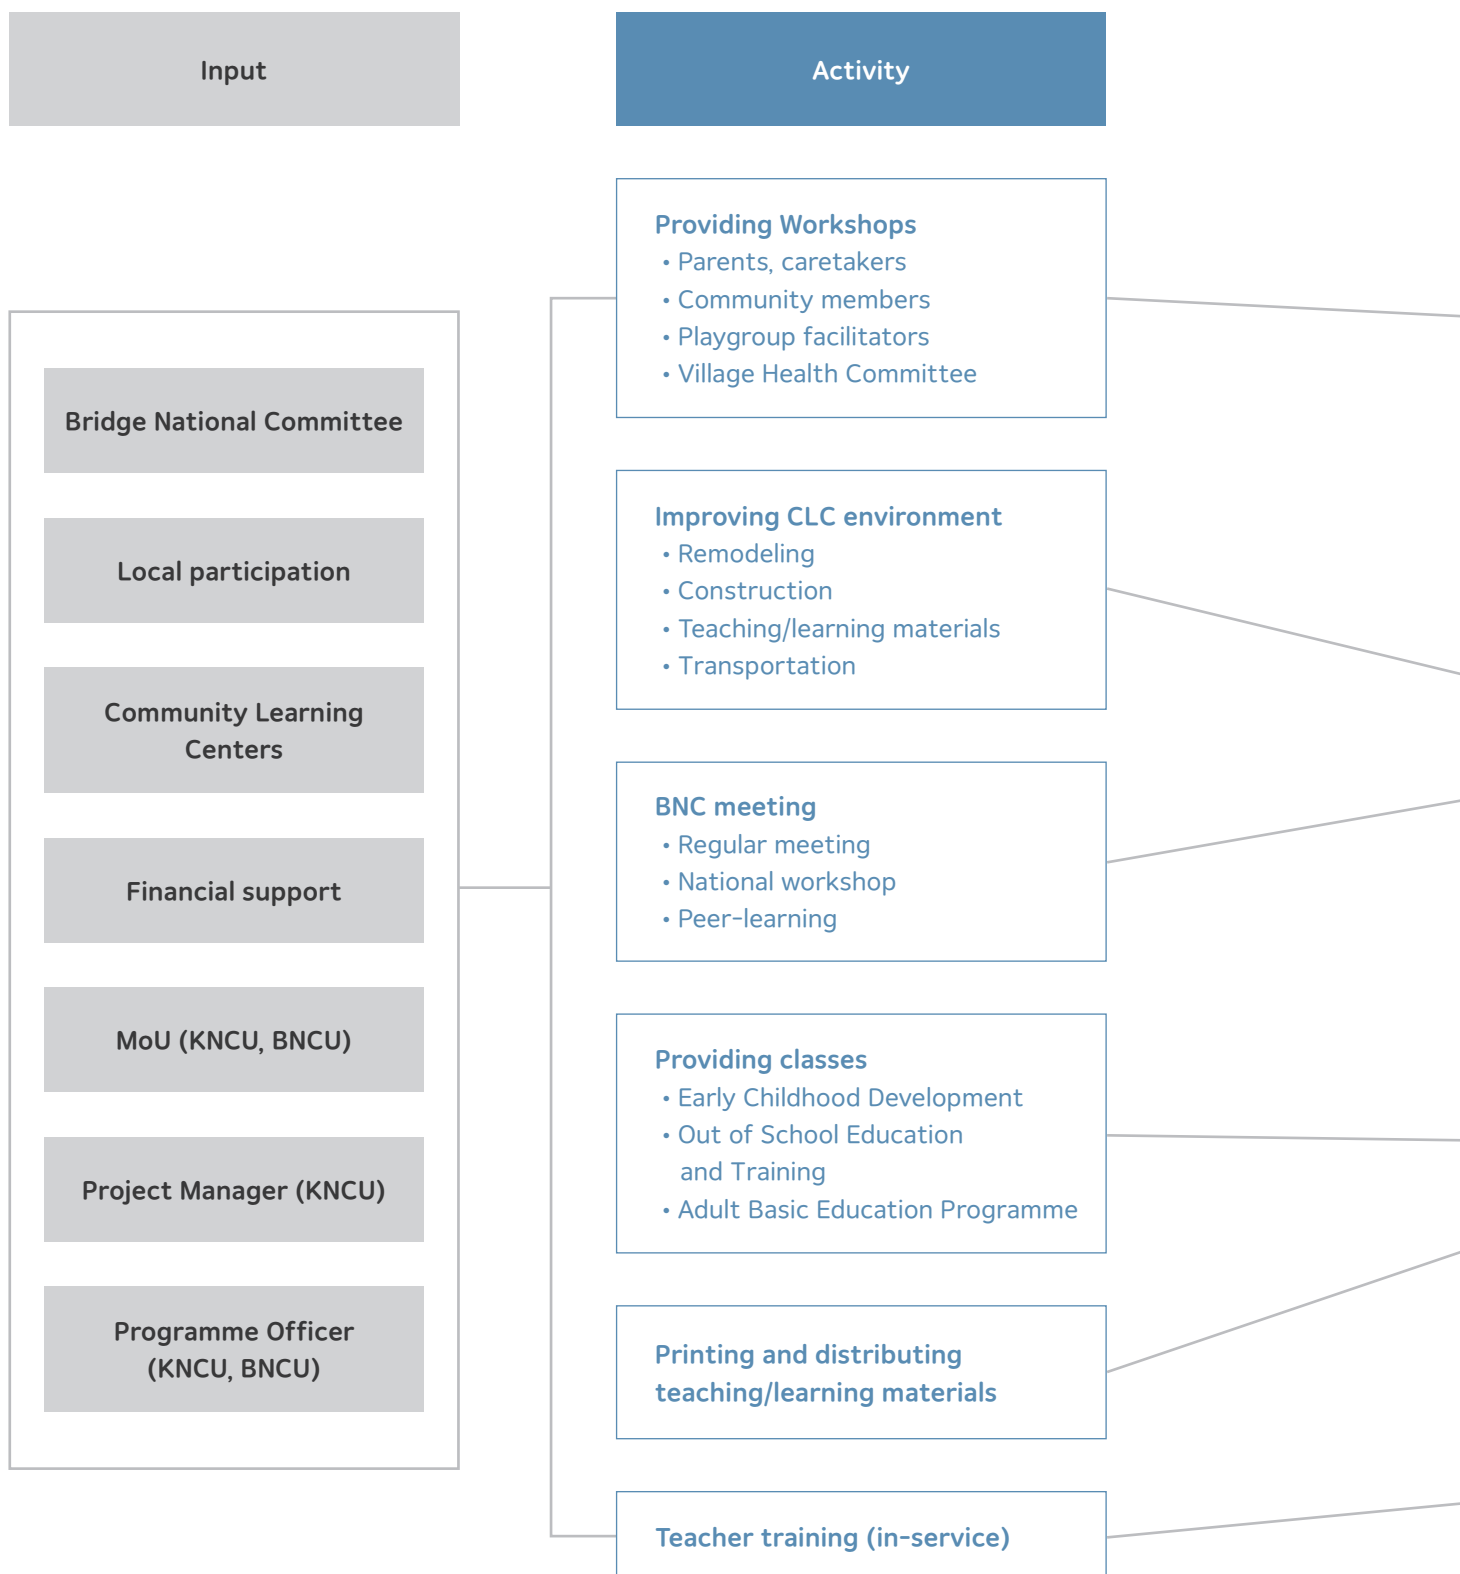 Input
Activity
Bridge National Committee
Local participation
Community Learning
Centers
Financial support
MoU (KNCU, BNCU)
Project Manager (KNCU)
Programme Officer
(KNCU, BNCU)
Providing Workshops
• Parents, caretakers
• Community members
• Playgroup facilitators
• Village Health Committee
Improving CLC environment
• Remodeling
• Construction
• Teaching/learning materials
• Transportation
BNC meeting
• Regular meeting
• National workshop
• Peer-learning
Providing classes
• Early Childhood Development
• Out of School Education
and Training
• Adult Basic Education Programme
Printing and distributing
teaching/learning materials
Teacher training (in-service)